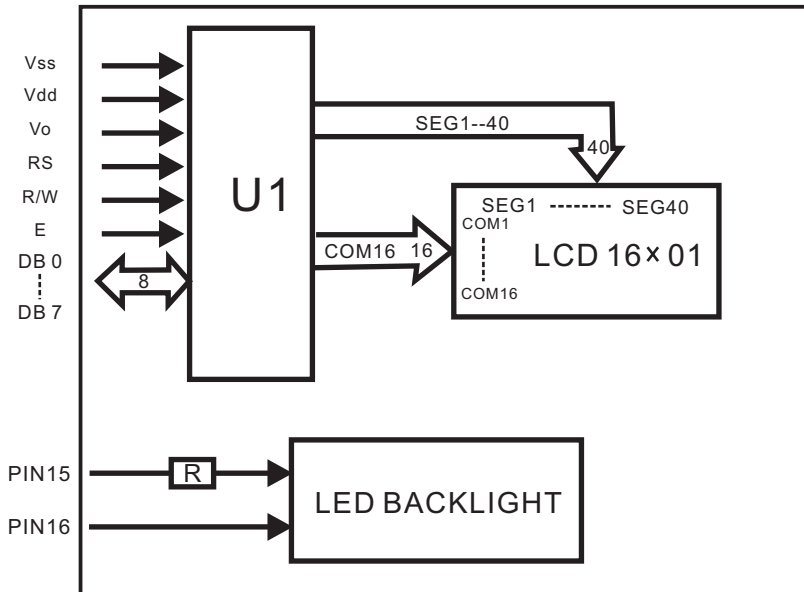 Vss
Vdd
Vo
RS
R/W
E
DB 0
DB 7
8
U1
SEG1--40
40
COM16 16
SEG1 SEG40
COM1
LCD 16×01
COM16
PIN15
R
PIN16
LED BACKLIGHT